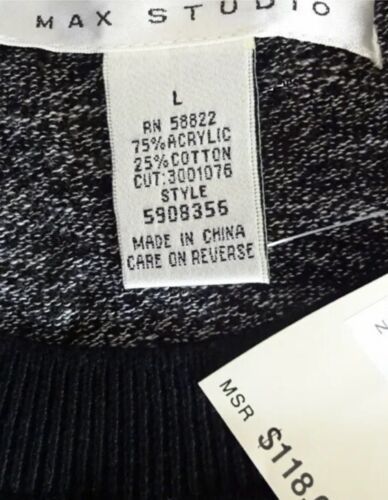 MAX STUDIO
L
RN 58822
75%ACRYLIC
25%COTTON
CUT:3001076
STYLE
5908356
MADE IN CHINA
CARE ON REVERSE
MSR
$118.